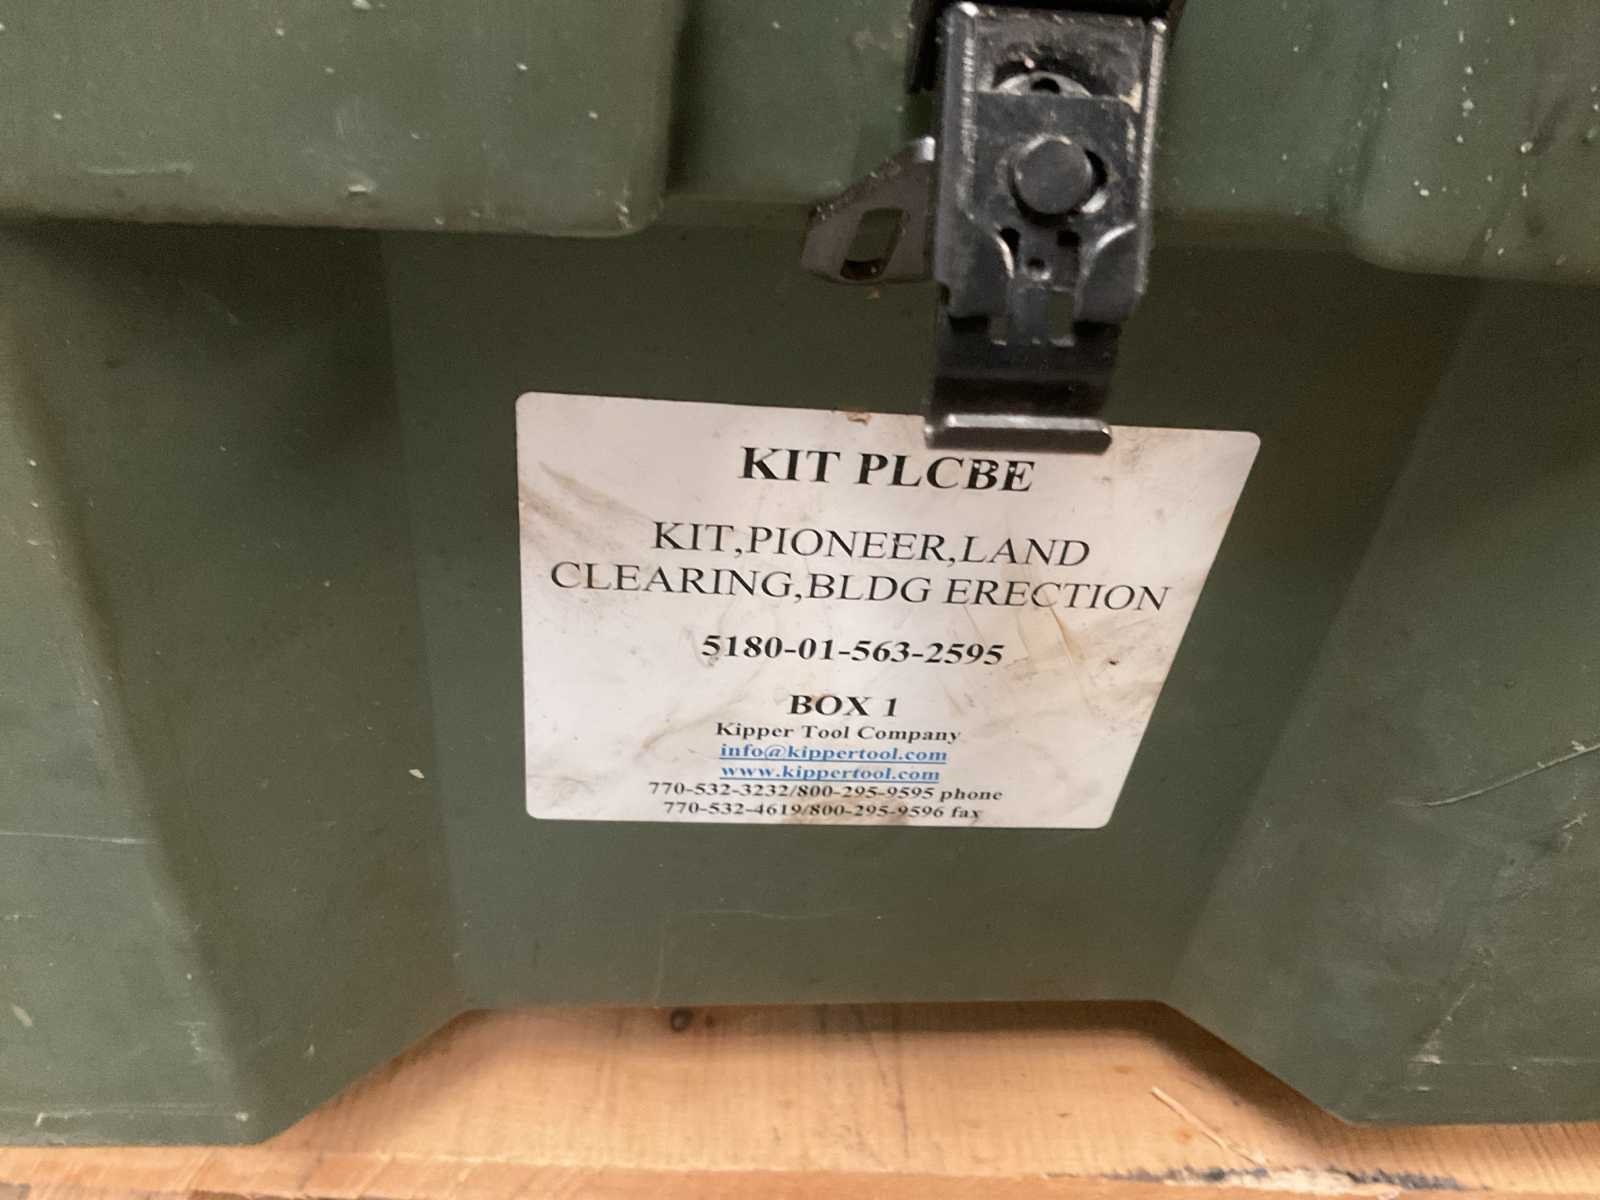 KIT PLCBE
KIT,PIONEER,LAND
CLEARING,BLDG ERECTION
5180-01-563-2595
BOX 1
Kipper Tool Company
info@kippertool.com
www.kippertool.com
770-532-3232/800-295-9595 phone
770-532-4619/800-295-9596 fax